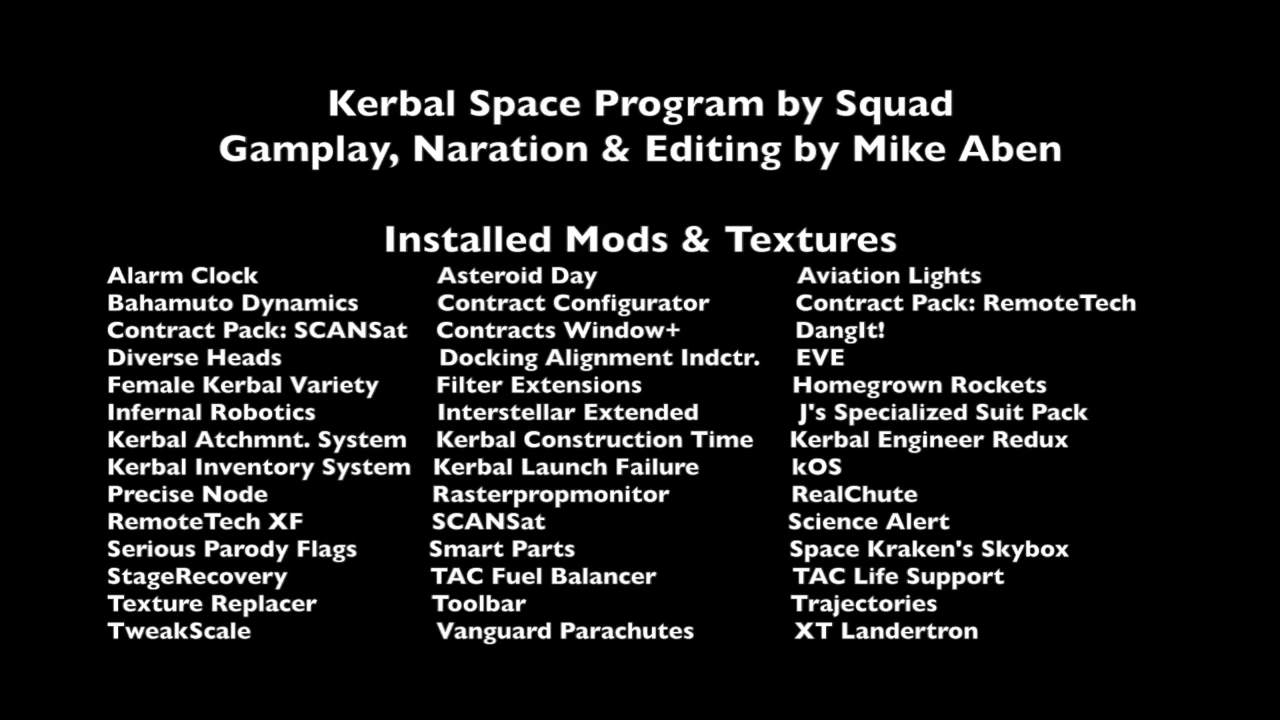 Kerbal Space Program by Squad
Gamplay, Naration & Editing by Mike Aben
Installed Mods & Textures
Alarm Clock Asteroid Day Aviation Lights
Bahamuto Dynamics Contract Configurator Contract Pack: RemoteTech
Contract Pack: SCANSat Contracts Window+ DangIt!
Diverse Heads Docking Alignment Indctr. EVE
Female Kerbal Variety Filter Extensions Homegrown Rockets
Infernal Robotics Interstellar Extended J's Specialized Suit Pack
Kerbal Atchmnt. System Kerbal Construction Time Kerbal Engineer Redux
Kerbal Inventory System Kerbal Launch Failure kOS
Precise Node Rasterpropmonitor RealChute
RemoteTech XF SCANSat Science Alert
Serious Parody Flags Smart Parts Space Kraken's Skybox
StageRecovery TAC Fuel Balancer TAC Life Support
Texture Replacer Toolbar Trajectories
TweakScale Vanguard Parachutes XT Landertron